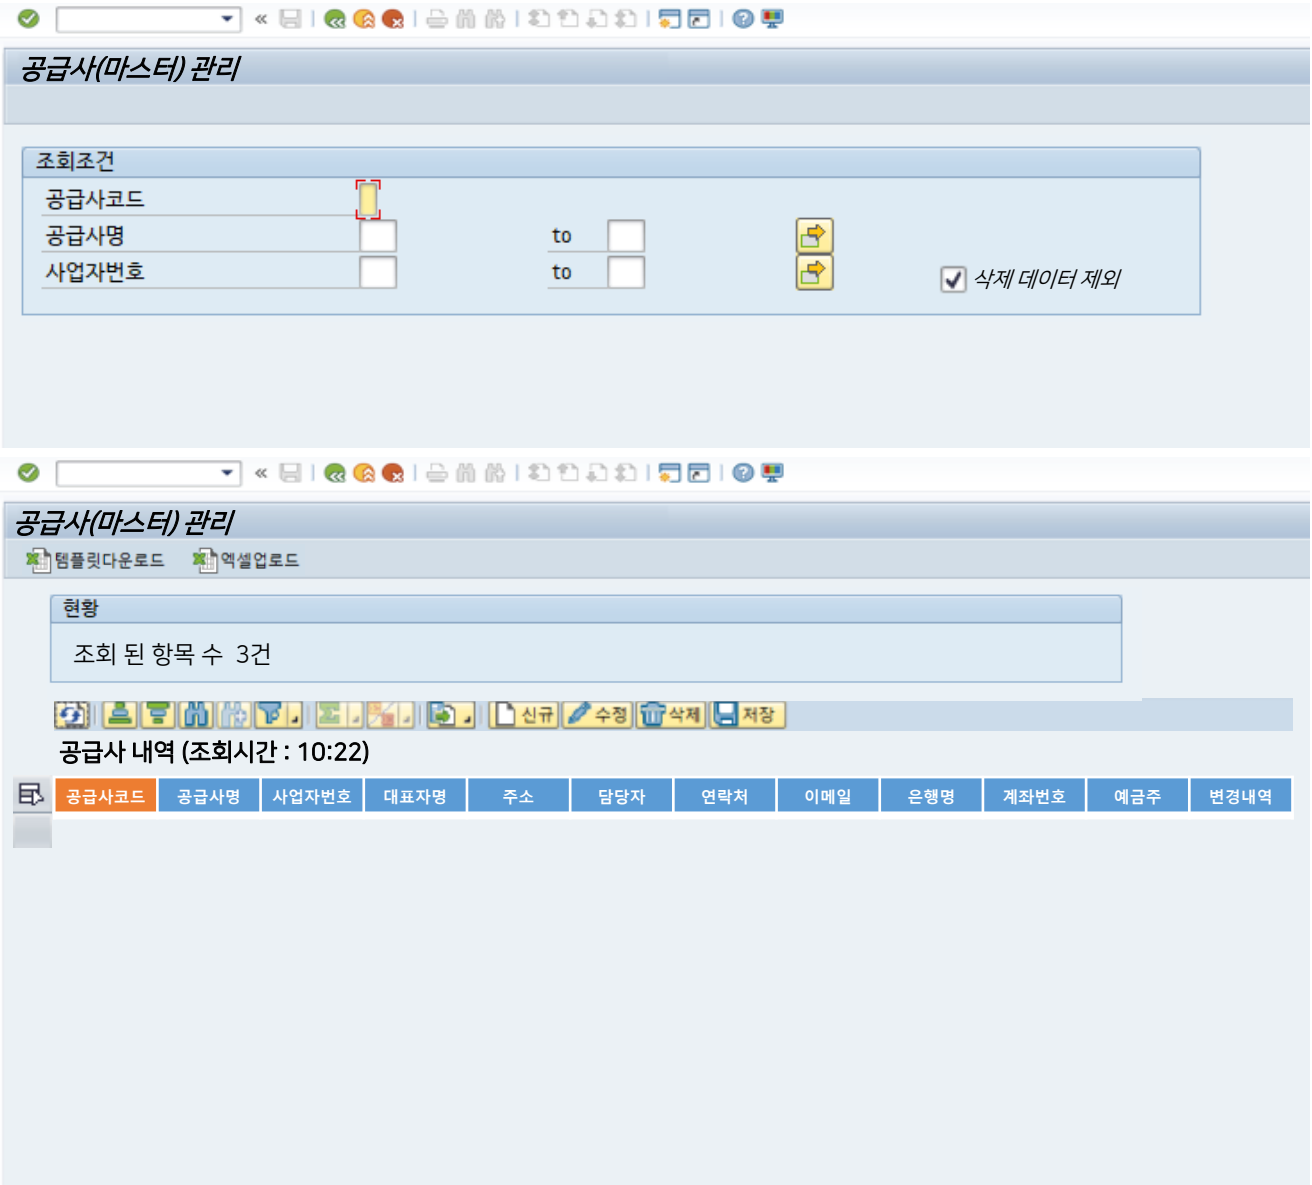 공급사(마스터) 관리
조회조건
공급사코드
공급사명 to
사업자번호 to 삭제 데이터 제외
공급사(마스터) 관리
템플릿다운로드 엑셀업로드
현황
조회 된 항목 수 3건
신규 수정 삭제 저장
공급사 내역 (조회시간 : 10:22)
공급사코드 공급사명 사업자번호 대표자명 주소 담당자 연락처 이메일 은행명 계좌번호 예금주 변경내역